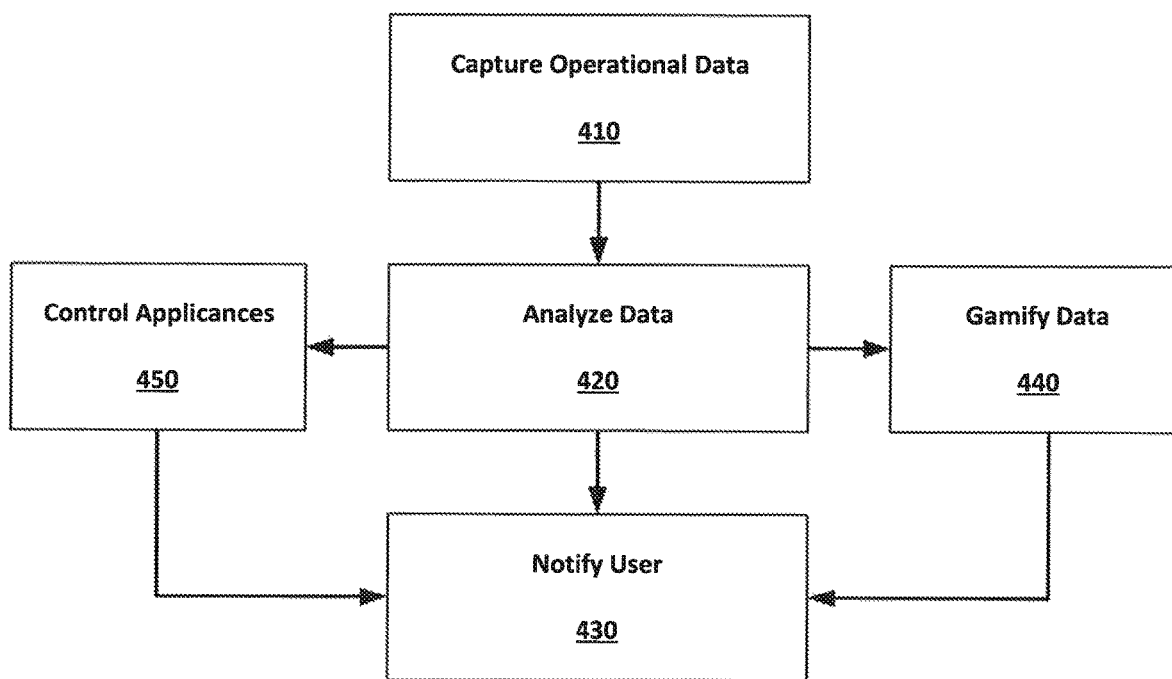 Capture Operational Data
410
Control Applicances
450
Analyze Data
420
Gamify Data
440
Notify User
430